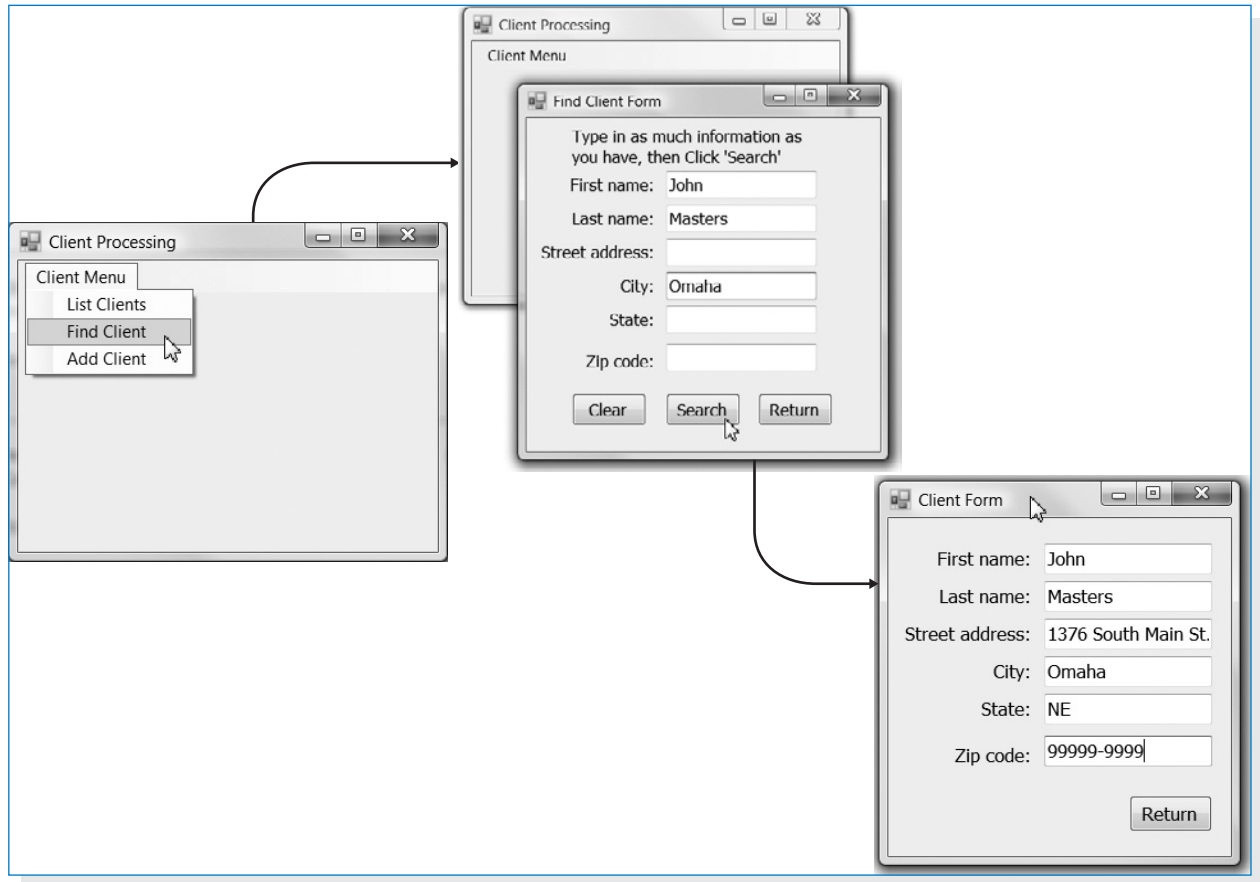 Client Processing
Client Menu
List Clients
Find Client
Add Client
Client Processing
Client Menu
Find Client Form
Type in as much information as
you have, then Click 'Search'
First name: John
Last name: Masters
Street address:
City: Omaha
State:
Zip code:
Clear Search Return
Client Form
First name: John
Last name: Masters
Street address: 1376 South Main St.
City: Omaha
State: NE
Zip code: 99999-9999
Return